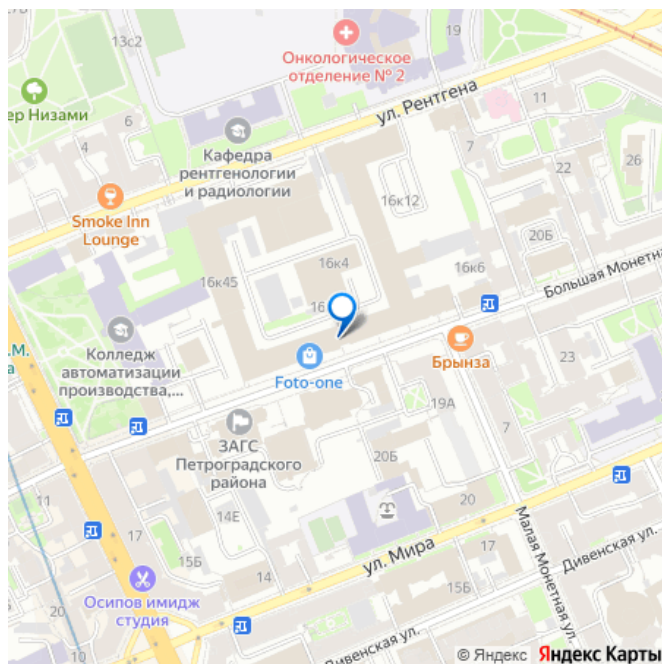 13с2
19
Онкологическое
отделение № 2
ул. Рентгена
11
ер Низами
6
4
Кафедра
рентгенологии
и радиологии
7
22
26
16к12
Smoke Inn
Lounge
20Б
16к4
16к45
16к6
16
Большая Монетна
.М.
а
Колледж
автоматизации
производства,...
Foto-one
Брынза
23
19А
ЗАГС
Петроградского
района
7
20Б
11
14Е
20
17
ул. Мира
17
15Б
14
Малая Монетная ул.
Дивенская ул.
Осипов имидж
студия
15Б
20
Дивенская ул.
© Яндекс Яндекс Карты